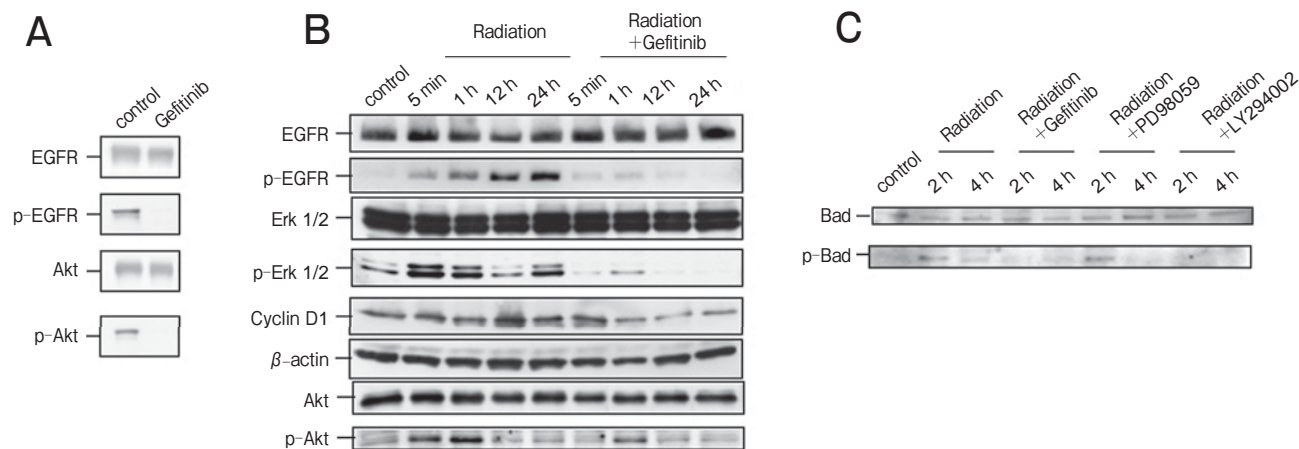 A
control
Gefitinib
EGFR
p-EGFR
Akt
p-Akt
B
Radiation
Radiation
+Gefitinib
control
5 min
1 h
12 h
24 h
5 min
1 h
12 h
24 h
EGFR
p-EGFR
Erk 1/2
p-Erk 1/2
Cyclin D1
β-actin
Akt
p-Akt
C
control
Radiation
Radiation
+Gefitinib
Radiation
+PD98059
Radiation
+LY294002
2 h
4 h
2 h
4 h
2 h
4 h
2 h
4 h
Bad
p-Bad